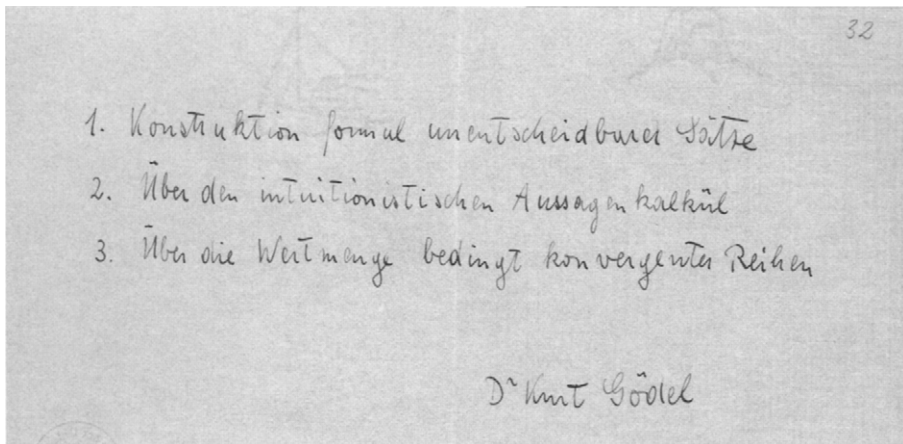 32
1. Konstruktion formal unentscheidbarer Sätze
2. Über den intuitionistischen Aussagenkalkül
3. Über die Wertmenge bedingt konvergenter Reihen
Dr Kurt Gödel